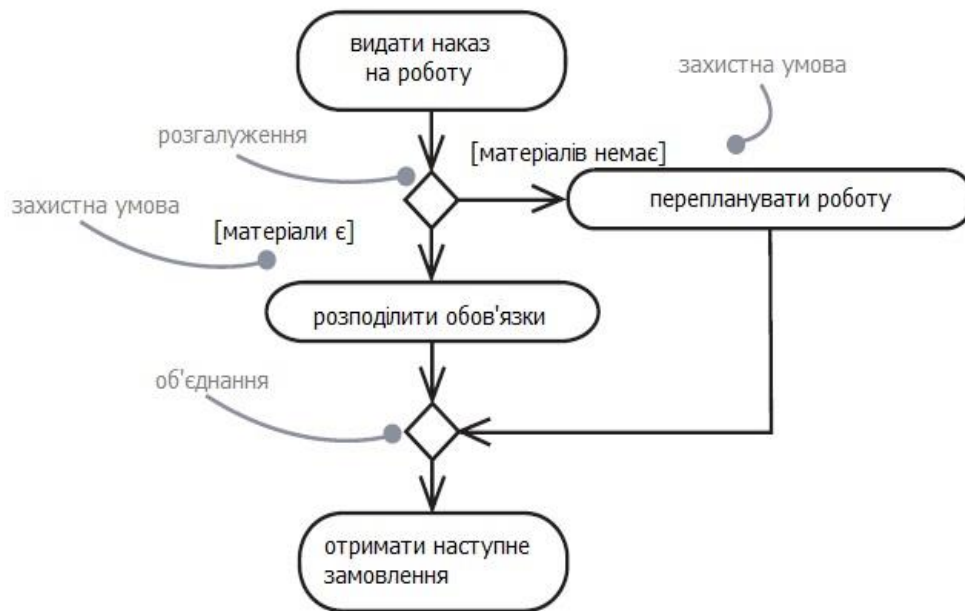 видати наказ
на роботу
захистна умова
розгалуження
[матеріалів немає]
перепланувати роботу
захистна умова
[матеріали є]
розподілити обов'язки
об'єднання
отримати наступне
замовлення